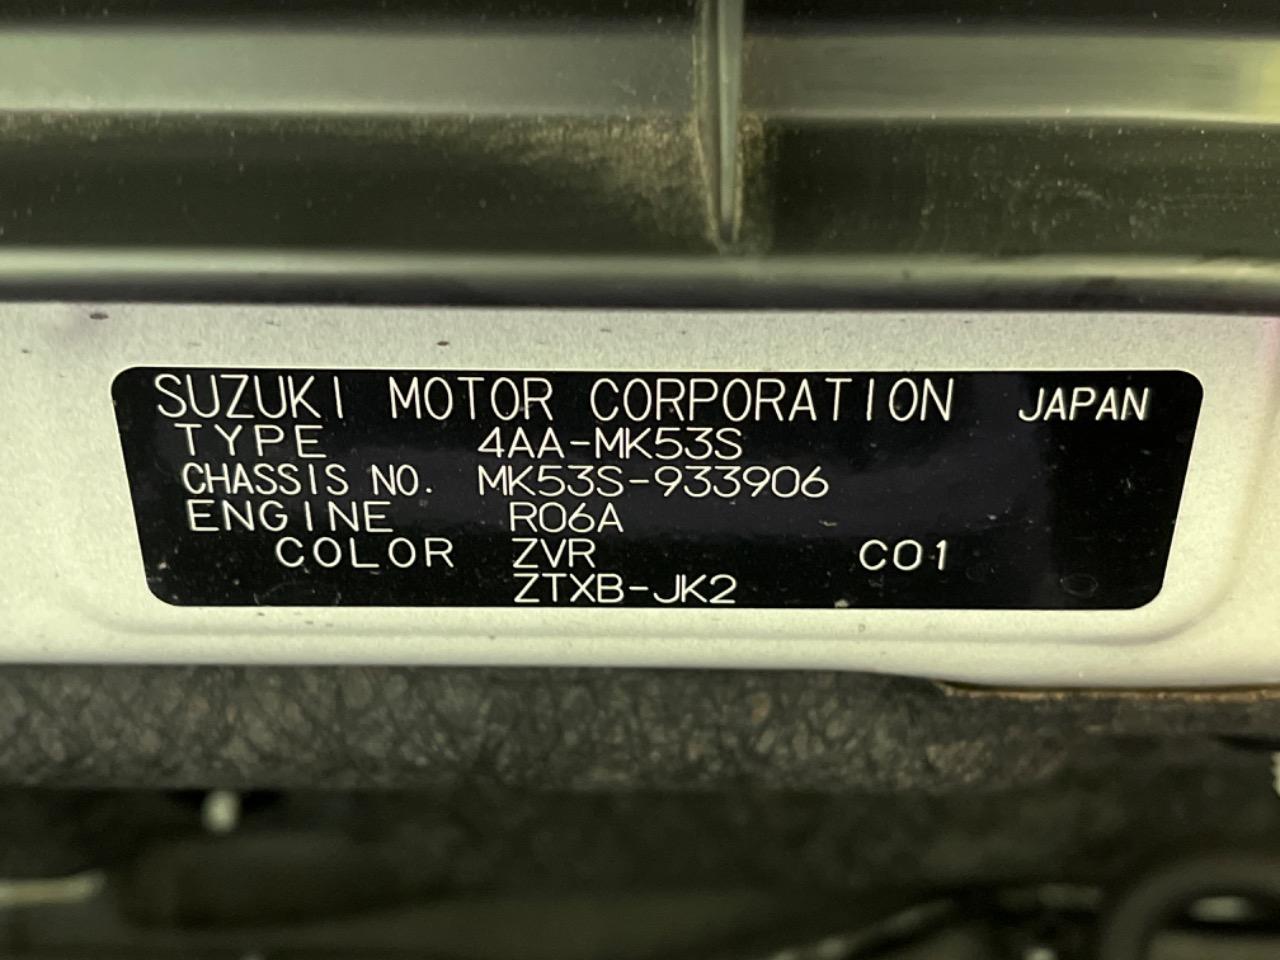 SUZUKI MOTOR CORPORATION JAPAN
TYPE 4AA-MK53S
CHASSIS NO. MK53S-933906
ENGINE R06A
COLOR ZVR C01
ZTXB-JK2